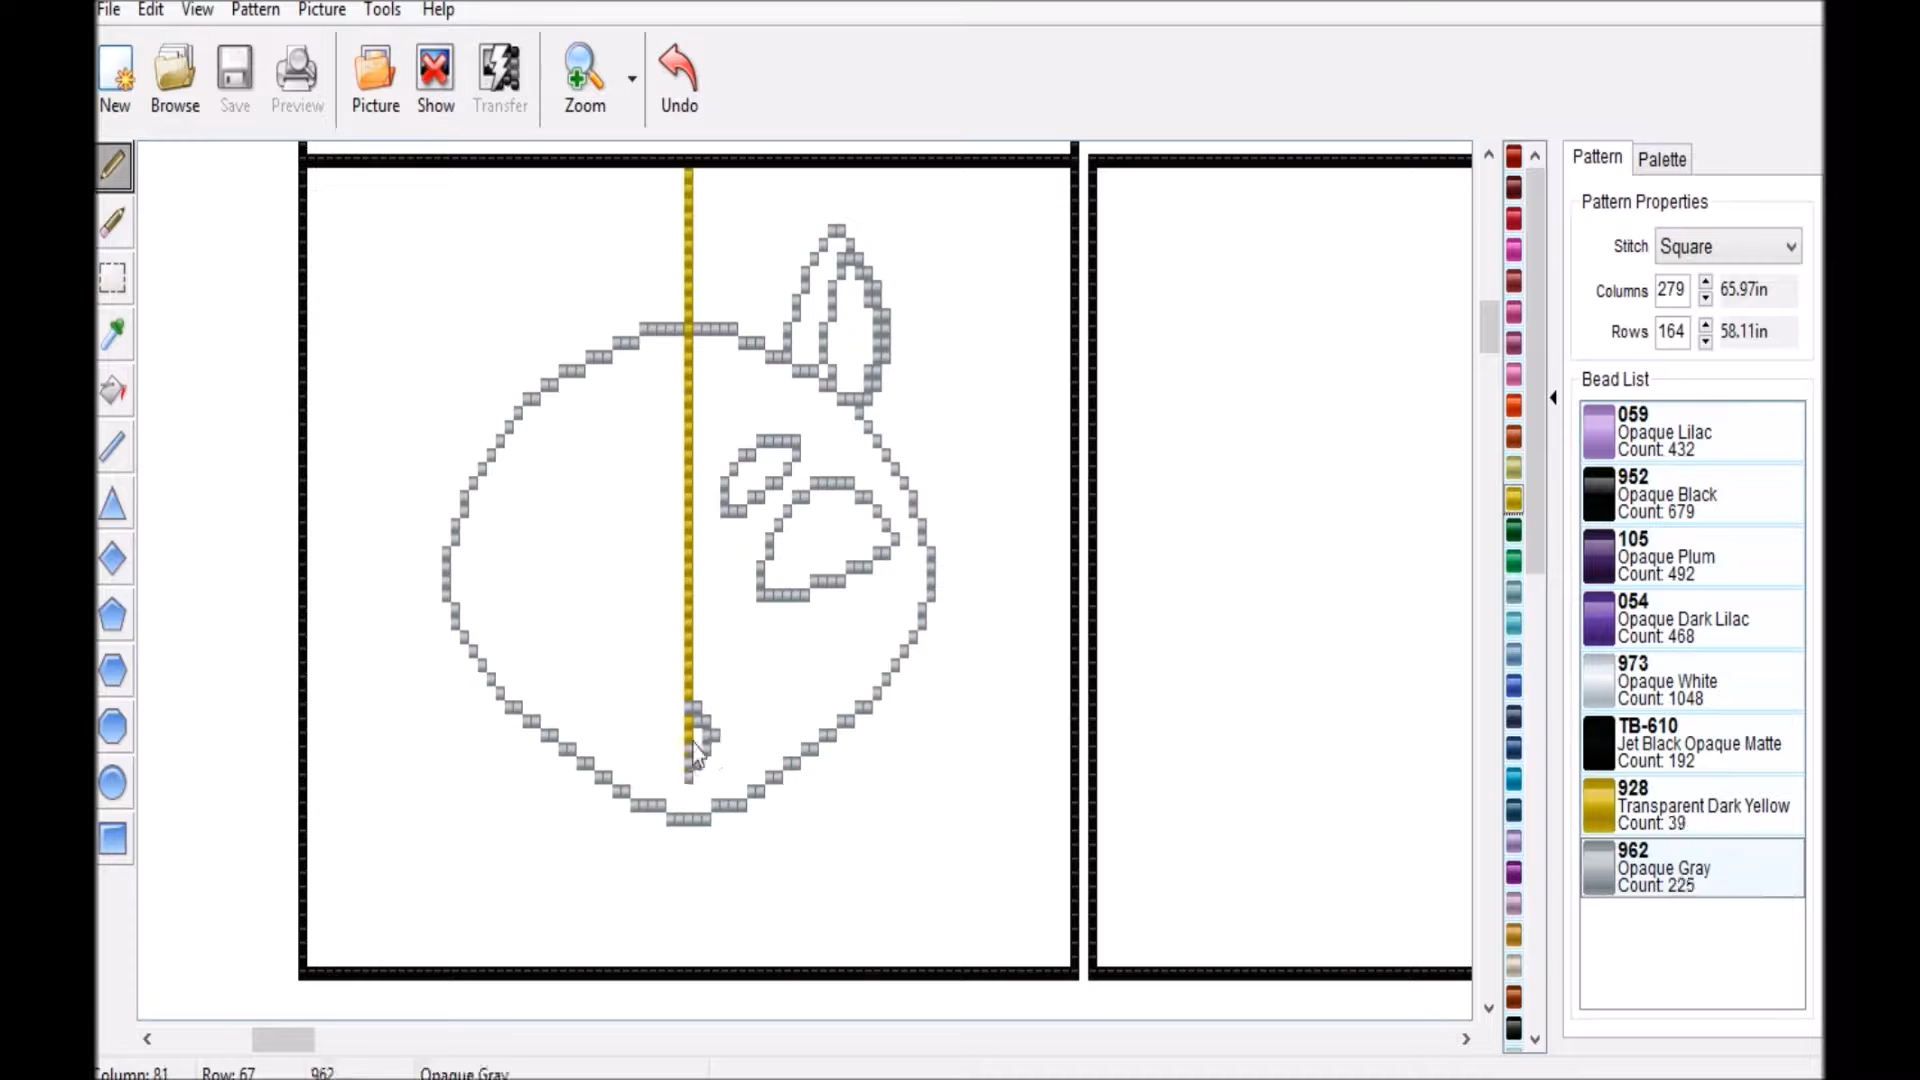 File Edit View Pattern Picture Tools Help
New Browse Save Preview Picture Show Transfer Zoom Undo
Pattern Palette
Pattern Properties
Stitch Square
Columns 279 65.97in
Rows 164 58.11in
Bead List
059
Opaque Lilac
Count: 432
952
Opaque Black
Count: 679
105
Opaque Plum
Count: 492
054
Opaque Dark Lilac
Count: 468
973
Opaque White
Count: 1048
TB-610
Jet Black Opaque Matte
Count: 192
928
Transparent Dark Yellow
Count: 39
962
Opaque Gray
Count: 225
Column: 81 Row: 67 962 Opaque Gray